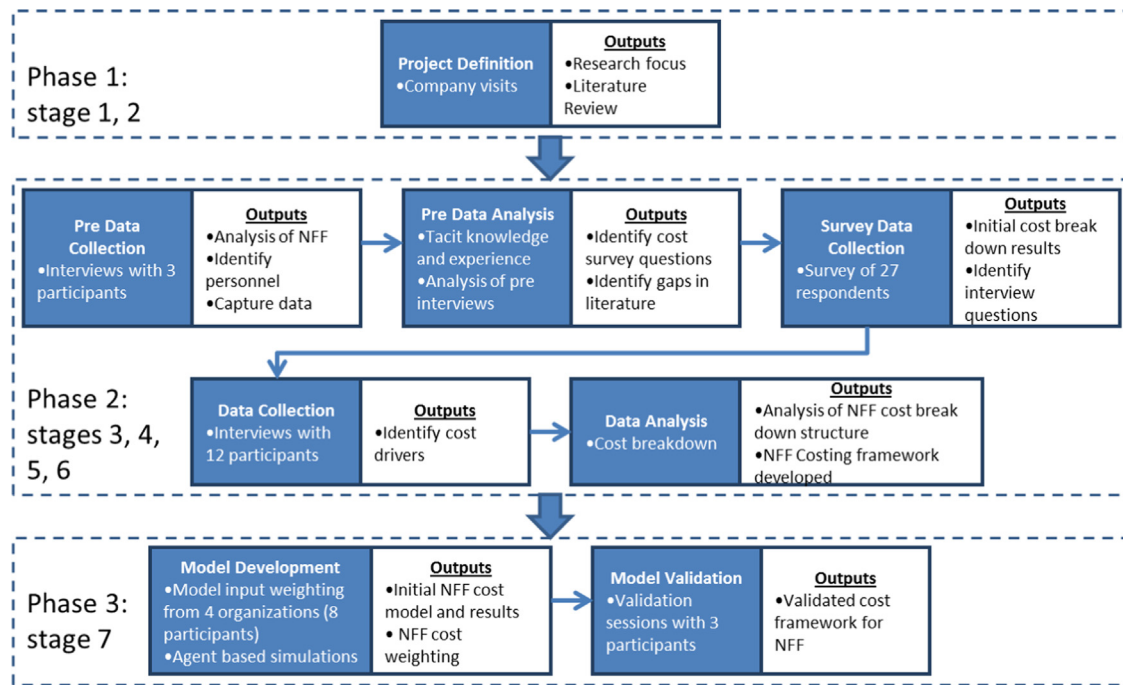 Phase 1:
stage 1, 2
Project Definition
•Company visits
Outputs
•Research focus
•Literature
Review
Pre Data
Collection
•Interviews with 3
participants
Outputs
•Analysis of NFF
•Identify
personnel
•Capture data
Pre Data Analysis
•Tacit knowledge
and experience
•Analysis of pre
interviews
Outputs
•Identify cost
survey questions
•Identify gaps in
literature
Survey Data
Collection
•Survey of 27
respondents
Outputs
•Initial cost break
down results
•Identify
interview
questions
Phase 2:
stages 3, 4,
5, 6
Data Collection
•Interviews with
12 participants
Outputs
•Identify cost
drivers
Data Analysis
•Cost breakdown
Outputs
•Analysis of NFF cost break
down structure
•NFF Costing framework
developed
Phase 3:
stage 7
Model Development
•Model input weighting
from 4 organizations (8
participants)
•Agent based simulations
Outputs
•Initial NFF cost
model and results
• NFF cost
weighting
Model Validation
•Validation
sessions with 3
participants
Outputs
•Validated cost
framework for
NFF